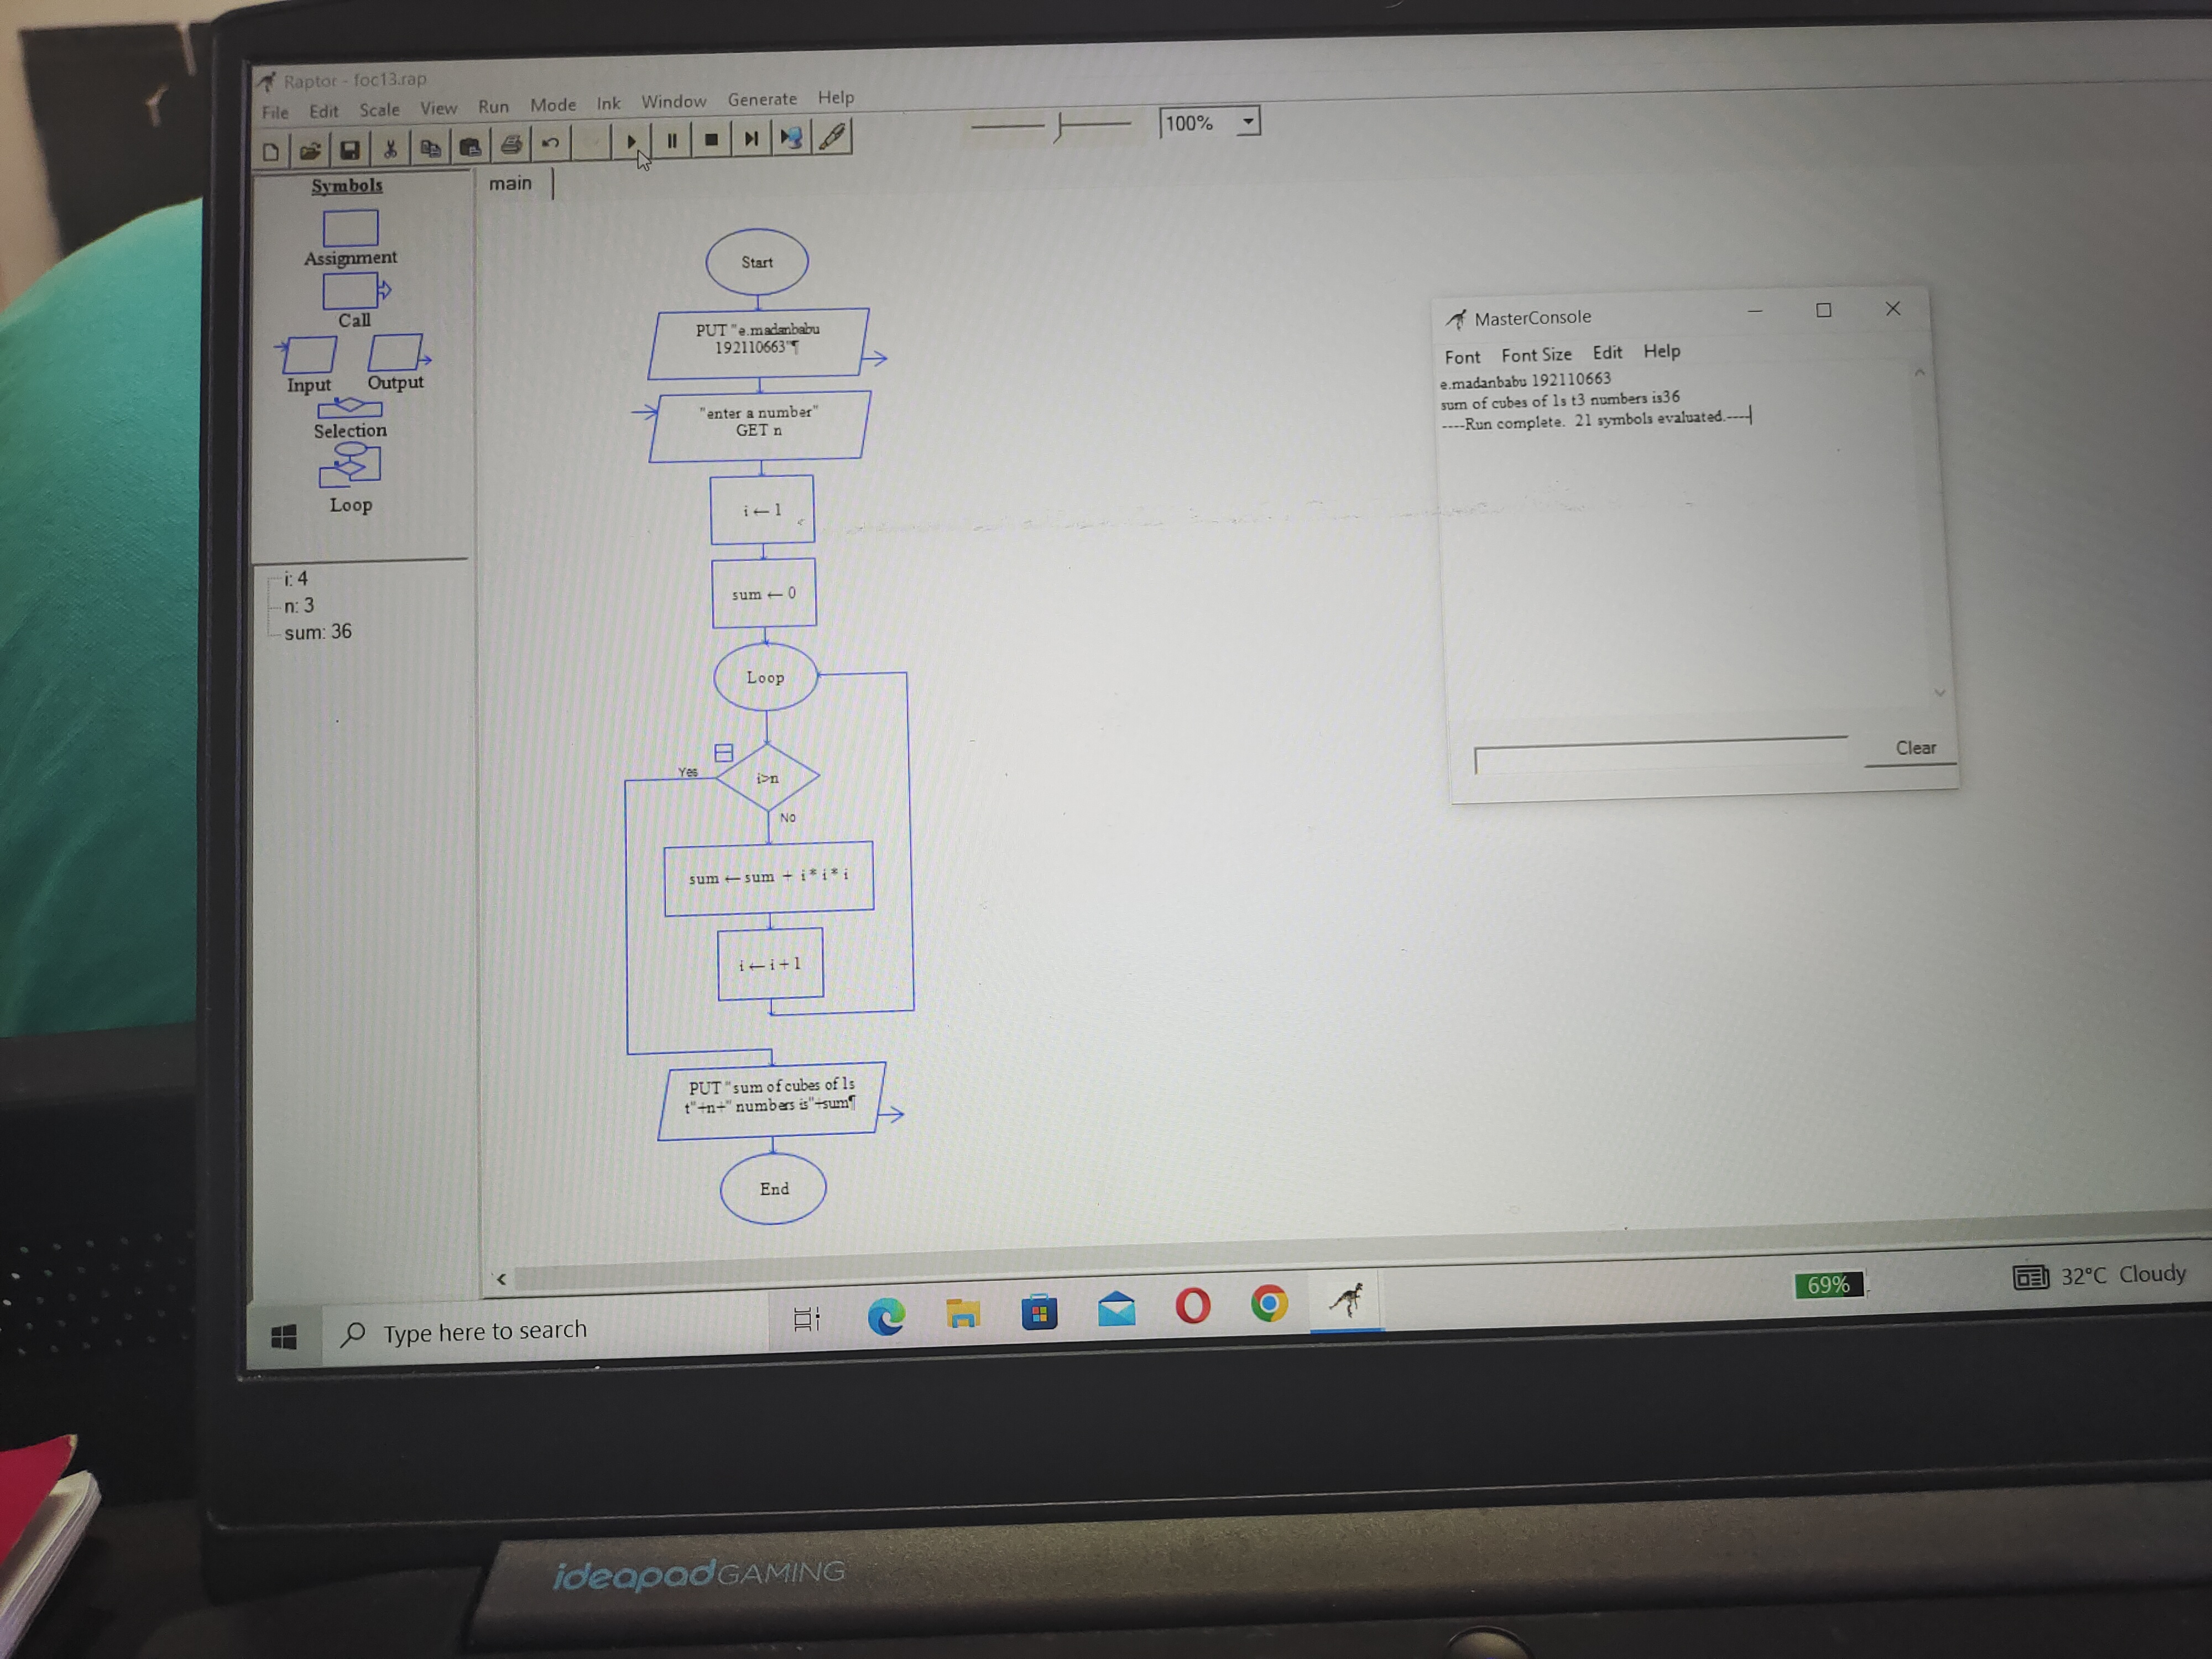 Raptor - foc13.rap
File Edit Scale View Run Mode Ink Window Generate Help
100%
Symbols
Assignment
Call
Input Output
Selection
Loop
i: 4
n: 3
sum: 36
main
Start
PUT "e.madanbabu
192110663"¶
"enter a number"
GET n
i ← 1
sum ← 0
Loop
Yes
i>n
No
sum ← sum + i * i * i
i ← i + 1
PUT "sum of cubes of 1s
t"+n+" numbers is"+sum¶
End
MasterConsole
Font Font Size Edit Help
e.madanbabu 192110663
sum of cubes of 1s t3 numbers is36
----Run complete. 21 symbols evaluated.----
Clear
Type here to search
69%
32°C Cloudy
ideapad GAMING